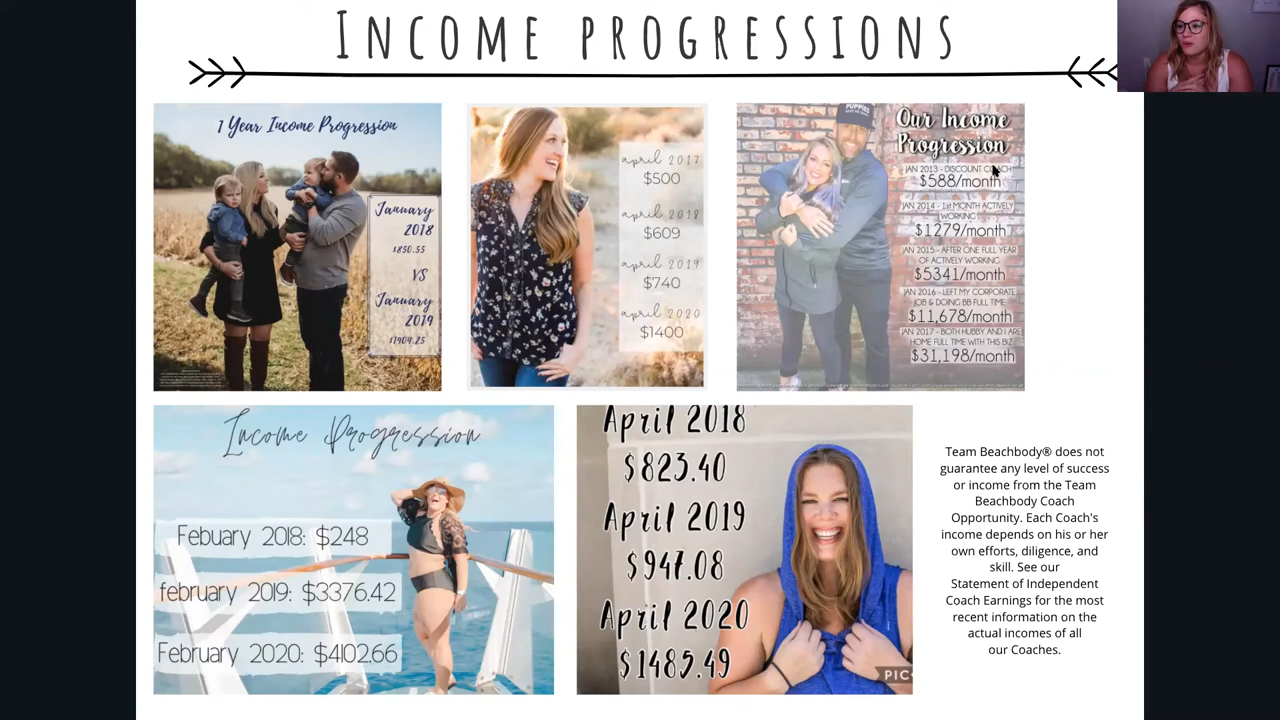 INCOME PROGRESSIONS
1 Year Income Progression
January
2018
$850.55
VS
January
2019
$1904.25
april 2017
$500
april 2018
$609
april 2019
$740
april 2020
$1400
PUPPIES
Our Income
Progression
JAN 2013 - DISCOUNT COACH
$588/month
JAN 2014 - 1st MONTH ACTIVELY
WORKING
$1279/month
JAN 2015 - AFTER ONE FULL YEAR
OF ACTIVELY WORKING
$5341/month
JAN 2016 - LEFT MY CORPORATE
JOB & DOING BB FULL TIME
$11,678/month
JAN 2017 - BOTH HUBBY AND I ARE
HOME FULL TIME WITH THIS BIZ
$31,198/month
Income Progression
Febuary 2018: $248
february 2019: $3376.42
February 2020: $4102.66
April 2018
$823.40
April 2019
$947.08
April 2020
$1485.49
PIC
Team Beachbody® does not
guarantee any level of success
or income from the Team
Beachbody Coach
Opportunity. Each Coach's
income depends on his or her
own efforts, diligence, and
skill. See our
Statement of Independent
Coach Earnings for the most
recent information on the
actual incomes of all
our Coaches.